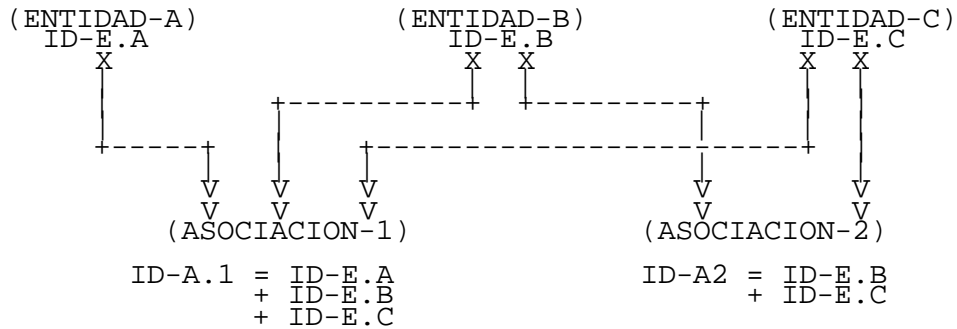 (ENTIDAD-A) (ENTIDAD-B) (ENTIDAD-C)
ID-E.A ID-E.B ID-E.C
X X X X X
V V V V V
V V V V V
(ASOCIACION-1) (ASOCIACION-2)
ID-A.1 = ID-E.A ID-A2 = ID-E.B
+ ID-E.B + ID-E.C
+ ID-E.C